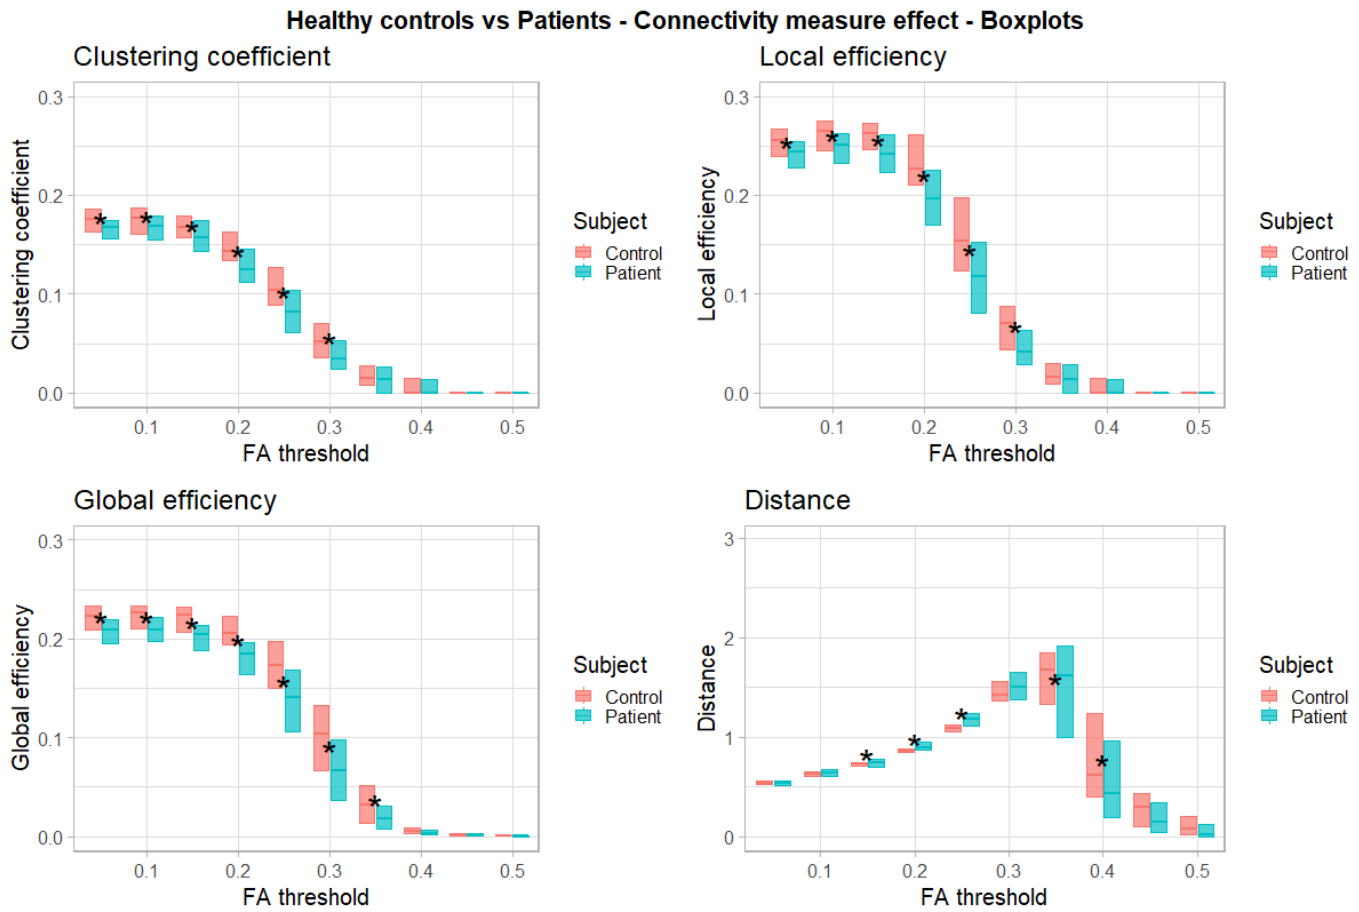 Healthy controls vs Patients - Connectivity measure effect - Boxplots
Clustering coefficient
Clustering coefficient
0.3
0.2
0.1
0.0
* * * * * *
0.1 0.2 0.3 0.4 0.5
FA threshold
Subject
Control
Patient
Local efficiency
Local efficiency
0.3
0.2
0.1
0.0
* * * * * *
0.1 0.2 0.3 0.4 0.5
FA threshold
Subject
Control
Patient
Global efficiency
Global efficiency
0.3
0.2
0.1
0.0
* * * * * * *
0.1 0.2 0.3 0.4 0.5
FA threshold
Subject
Control
Patient
Distance
Distance
3
2
1
0
* * * * *
0.1 0.2 0.3 0.4 0.5
FA threshold
Subject
Control
Patient